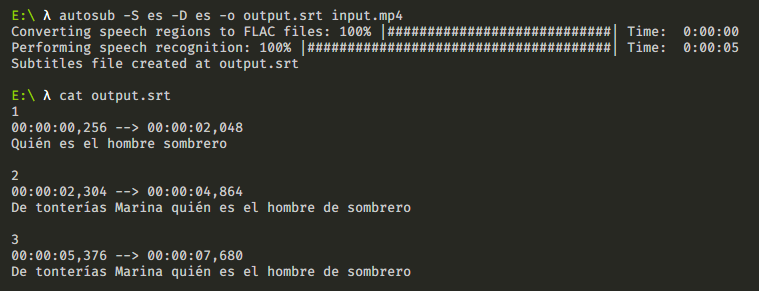 E:\ λ autosub -S es -D es -o output.srt input.mp4
Converting speech regions to FLAC files: 100% |############################| Time:  0:00:00
Performing speech recognition: 100% |######################################| Time:  0:00:05
Subtitles file created at output.srt
E:\ λ cat output.srt
1
00:00:00,256 --> 00:00:02,048
Quién es el hombre sombrero
2
00:00:02,304 --> 00:00:04,864
De tonterías Marina quién es el hombre de sombrero
3
00:00:05,376 --> 00:00:07,680
De tonterías Marina quién es el hombre de sombrero